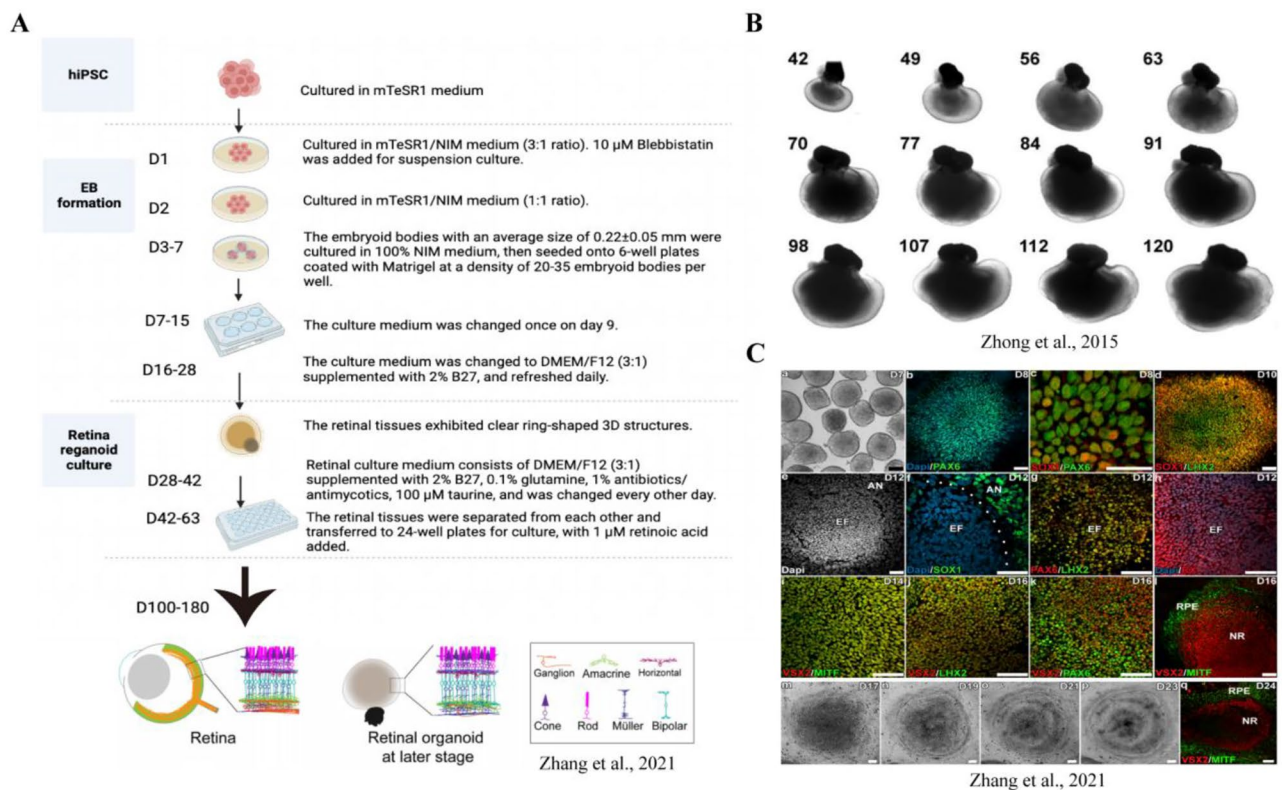 A
hiPSC
Cultured in mTeSR1 medium
D1
Cultured in mTeSR1/NIM medium (3:1 ratio). 10 µM Blebbistatin
was added for suspension culture.
EB
formation
D2
Cultured in mTeSR1/NIM medium (1:1 ratio).
D3-7
The embryoid bodies with an average size of 0.22±0.05 mm were
cultured in 100% NIM medium, then seeded onto 6-well plates
coated with Matrigel at a density of 20-35 embryoid bodies per
well.
D7-15
The culture medium was changed once on day 9.
D16-28
The culture medium was changed to DMEM/F12 (3:1)
supplemented with 2% B27, and refreshed daily.
Retina
reganoid
culture
The retinal tissues exhibited clear ring-shaped 3D structures.
D28-42
Retinal culture medium consists of DMEM/F12 (3:1)
supplemented with 2% B27, 0.1% glutamine, 1% antibiotics/
antimycotics, 100 µM taurine, and was changed every other day.
D42-63
The retinal tissues were separated from each other and
transferred to 24-well plates for culture, with 1 µM retinoic acid
added.
D100-180
Retina
Retinal organoid
at later stage
Ganglion Amacrine Horizontal
Cone Rod Müller Bipolar
Zhang et al., 2021
B
42 49 56 63
70 77 84 91
98 107 112 120
Zhong et al., 2015
C
a D7 b D8 c D8 d D10
Dapi/PAX6 /PAX6 SOX1/LHX2
e D12 f D12 g D12 h D12
AN AN
EF EF EF EF
Dapi Dapi/SOX1 PAX6/LHX2
D14 D16 D16 l D16
RPE
NR
VSX2/MITF VSX2/LHX2 VSX2/PAX6 VSX2/MITF
m D17 n D19 o D21 p D23 q D24
RPE
NR
VSX2/MITF
Zhang et al., 2021